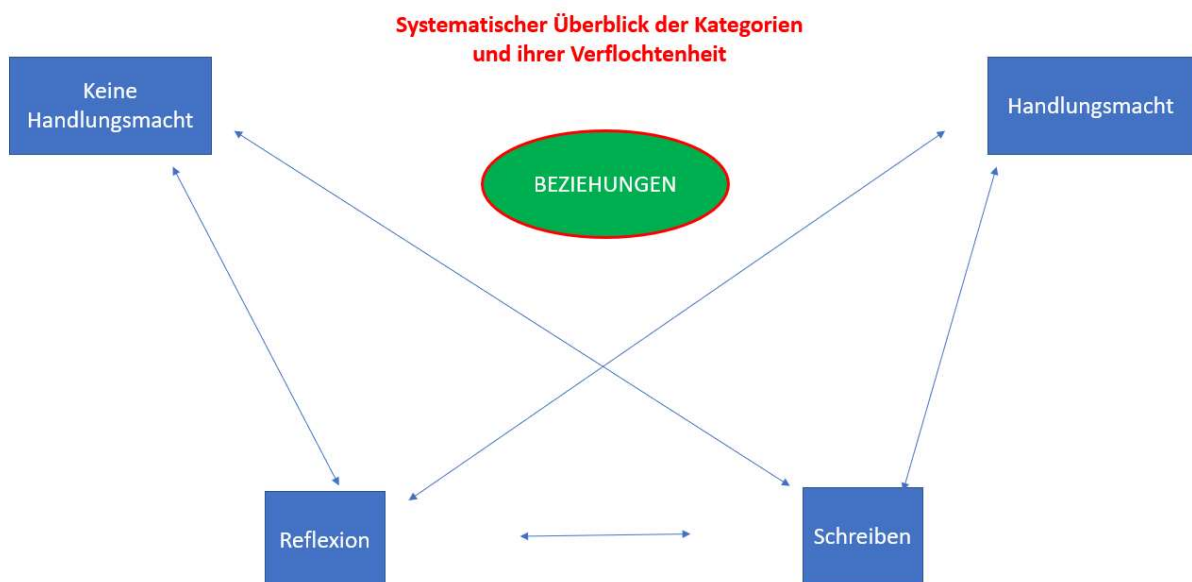 Systematischer Überblick der Kategorien
und ihrer Verflochtenheit
Keine
Handlungsmacht
Handlungsmacht
BEZIEHUNGEN
Reflexion
Schreiben